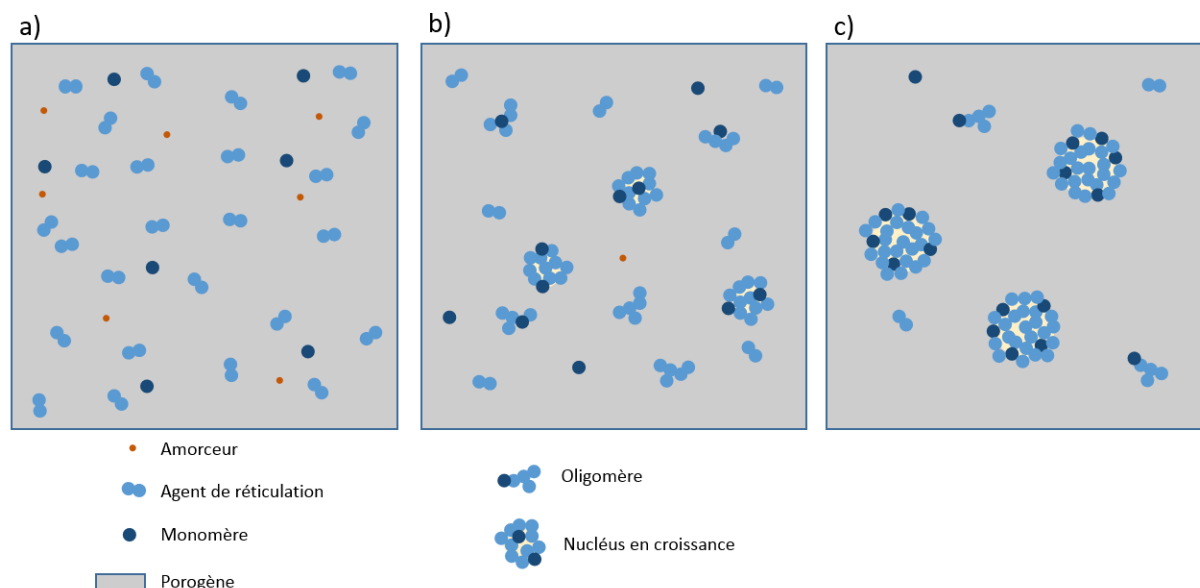 a)
b)
c)
Amorceur
Agent de réticulation
Monomère
Porogène
Oligomère
Nucléus en croissance